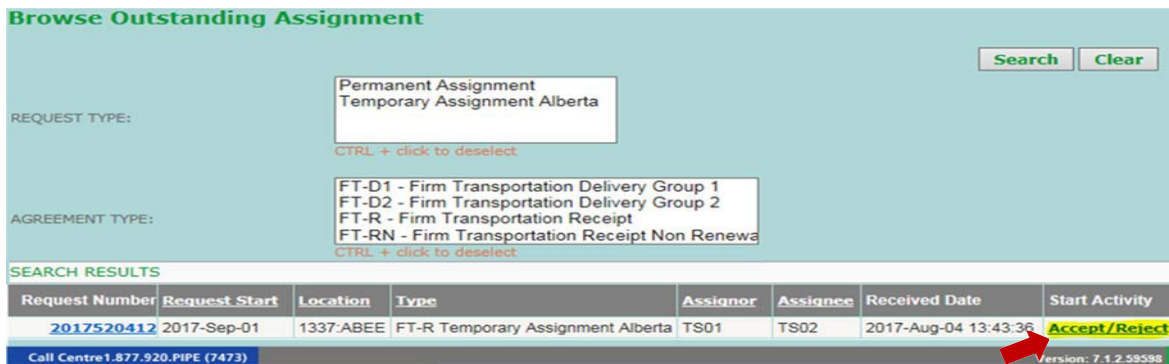 Browse Outstanding Assignment
Search Clear
Permanent Assignment
Temporary Assignment Alberta
REQUEST TYPE:
CTRL + click to deselect
FT-D1 - Firm Transportation Delivery Group 1
FT-D2 - Firm Transportation Delivery Group 2
AGREEMENT TYPE:
FT-R - Firm Transportation Receipt
FT-RN - Firm Transportation Receipt Non Renewa
CTRL + click to deselect
SEARCH RESULTS
Request Number Request Start Location Type Assignor Assignee Received Date Start Activity
2017520412 2017-Sep-01 1337:ABEE FT-R Temporary Assignment Alberta TS01 TS02 2017-Aug-04 13:43:36 Accept/Reject
Call Centre1.877.920.PIPE (7473) Version: 7.1.2.59598